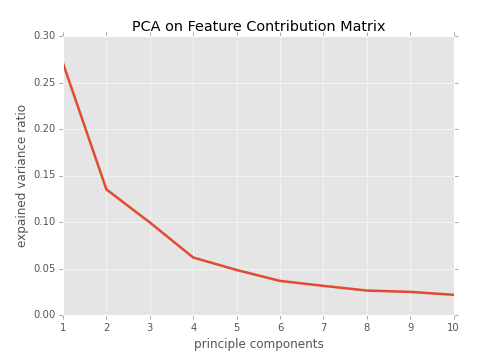 PCA on Feature Contribution Matrix
0.30
0.25
0.20
0.15
0.10
0.05
0.00
expained variance ratio
1 2 3 4 5 6 7 8 9 10
principle components